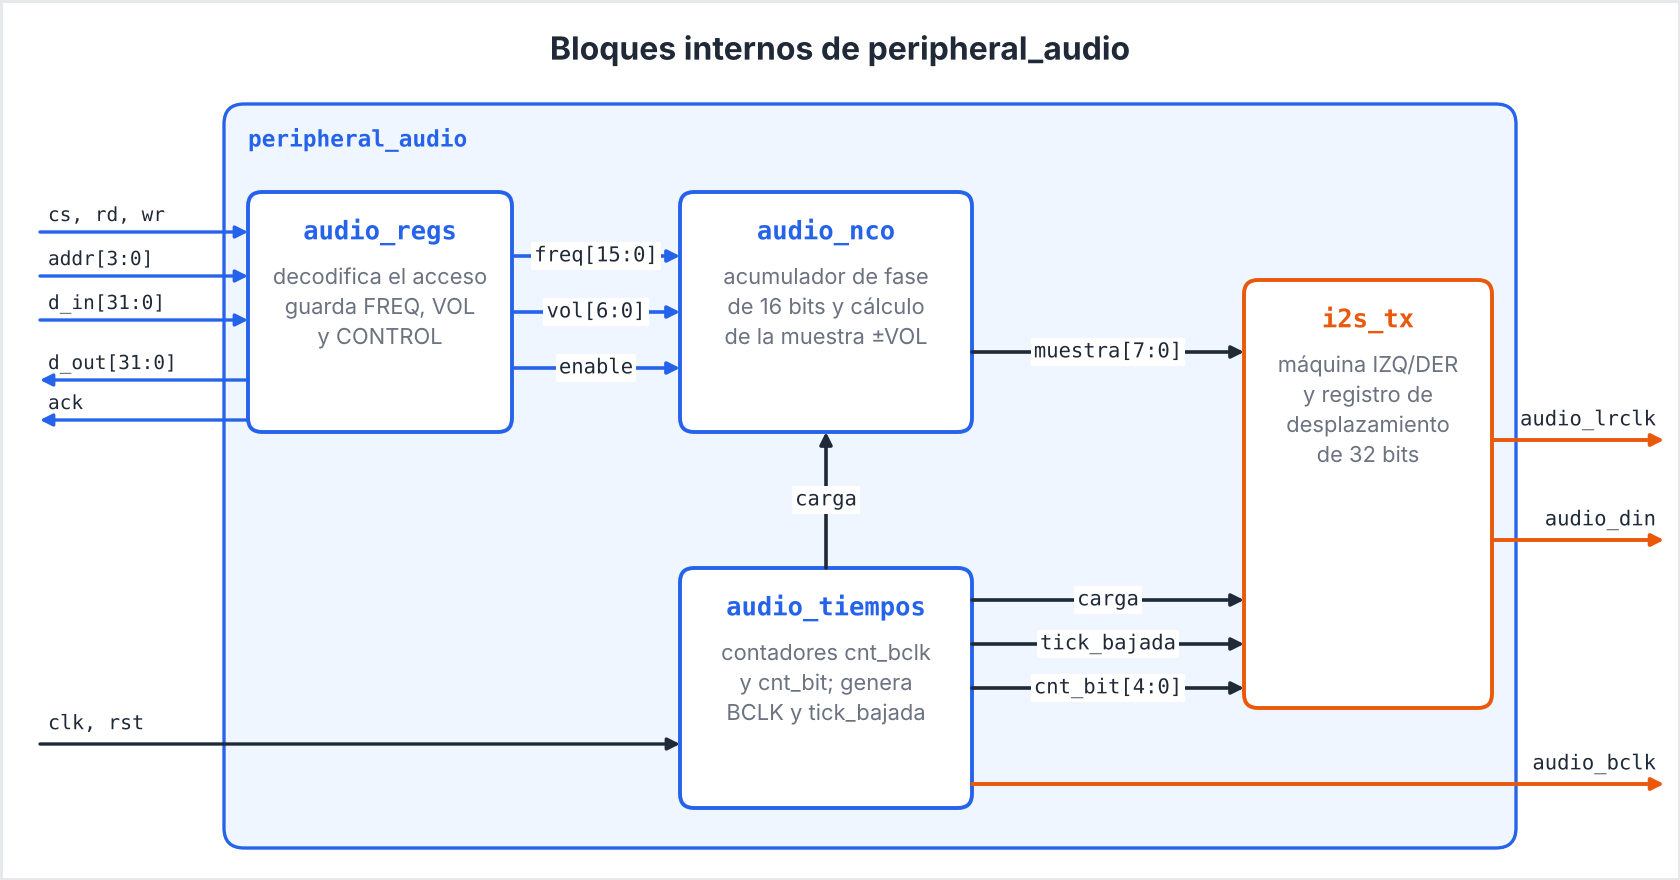 Bloques internos de peripheral_audio
peripheral_audio
cs, rd, wr
addr[3:0]
d_in[31:0]
d_out[31:0]
ack
audio_regs
decodifica el acceso
guarda FREQ, VOL
y CONTROL
freq[15:0]
vol[6:0]
enable
audio_nco
acumulador de fase
de 16 bits y cálculo
de la muestra ±VOL
muestra[7:0]
i2s_tx
máquina IZQ/DER
y registro de
desplazamiento
de 32 bits
audio_lrclk
audio_din
carga
audio_tiempos
contadores cnt_bclk
y cnt_bit; genera
BCLK y tick_bajada
carga
tick_bajada
cnt_bit[4:0]
clk, rst
audio_bclk